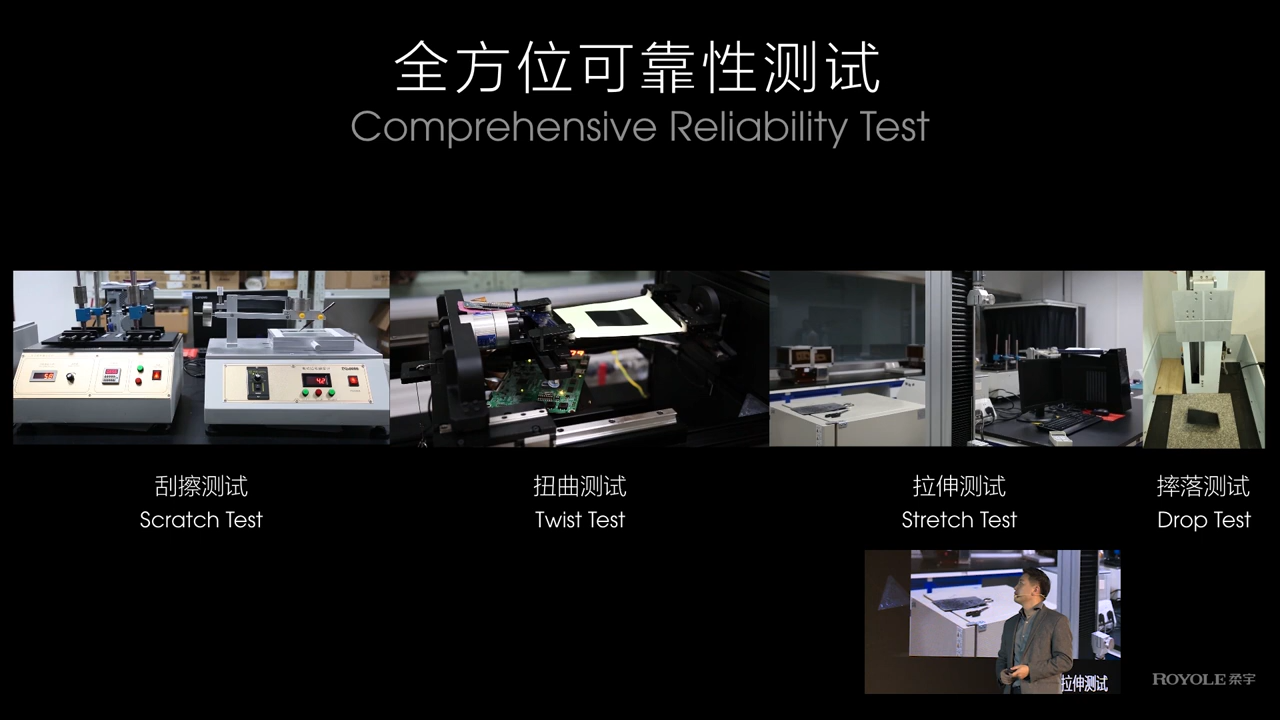 全方位可靠性测试
Comprehensive Reliability Test
刮擦测试
Scratch Test
扭曲测试
Twist Test
拉伸测试
Stretch Test
摔落测试
Drop Test
拉伸测试
ROYOLE 柔宇